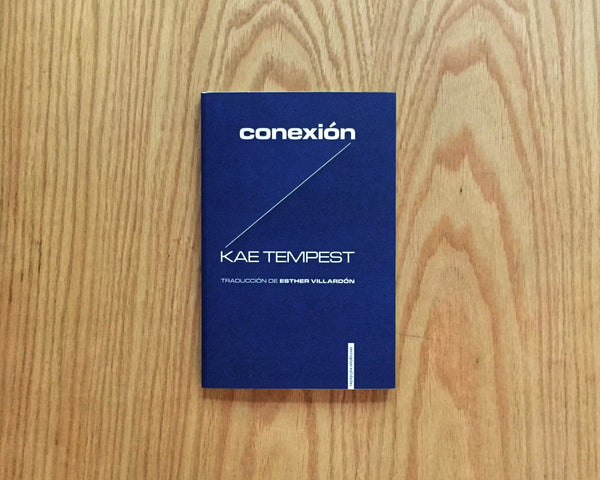 conexión
KAE TEMPEST
TRADUCCIÓN DE ESTHER VILLARDÓN